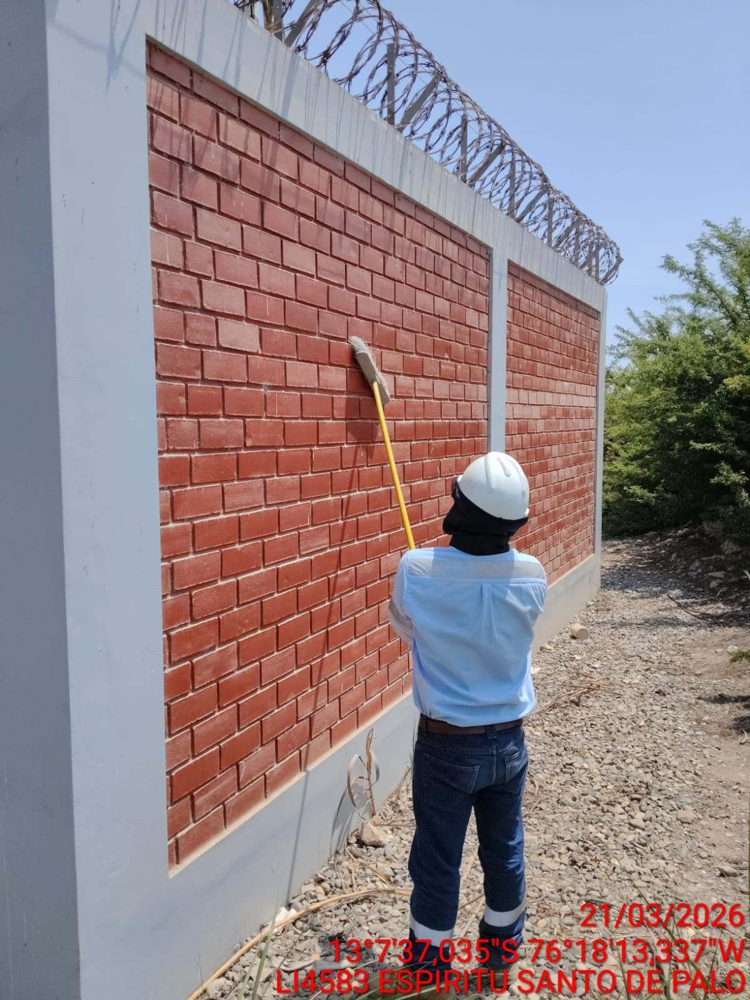 21/03/2026
13°7'37,035"S 76°18'13,337"W
LI4583 ESPIRITU SANTO DE PALO